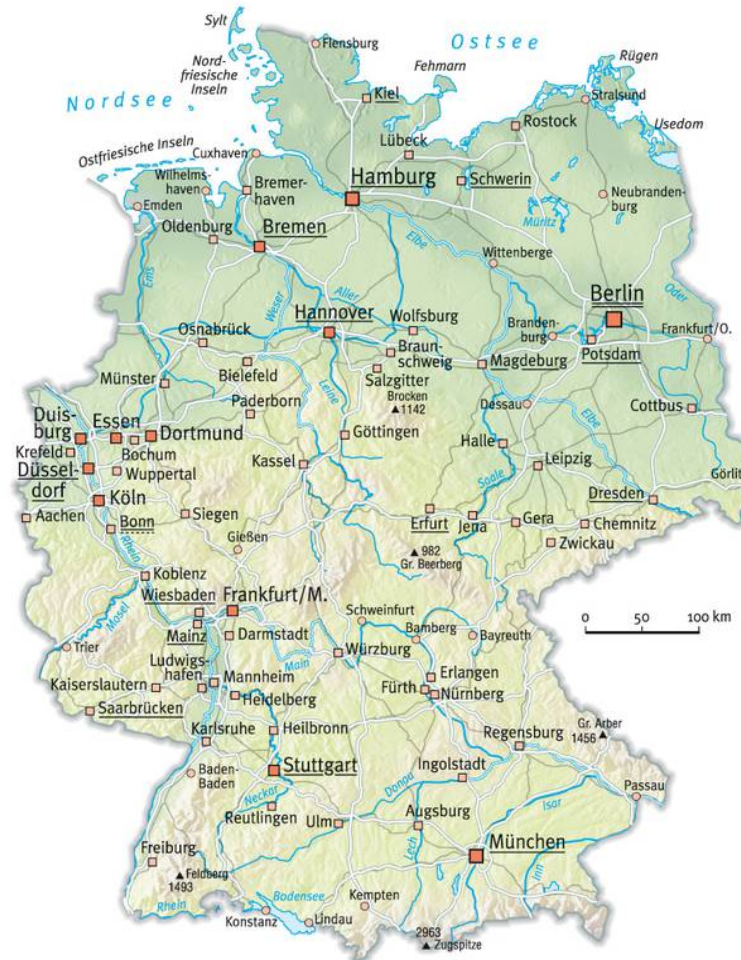 Sylt
Flensburg
Ostsee
Rügen
Nord-
friesische
Inseln
Fehmarn
Kiel
Stralsund
Nordsee
Rostock
Usedom
Ostfriesische Inseln
Cuxhaven
Lübeck
Wilhelms-
haven
Bremer-
haven
Hamburg
Schwerin
Neubranden-
burg
Emden
Müritz
Oldenburg
Bremen
Elbe
Wittenberge
Ems
Weser
Aller
Berlin
Oder
Hannover
Wolfsburg
Branden-
burg
Frankfurt/O.
Osnabrück
Braun-
schweig
Potsdam
Magdeburg
Bielefeld
Salzgitter
Münster
Leine
Brocken
1142
Dessau
Paderborn
Elbe
Cottbus
Duis-
burg
Essen
Dortmund
Göttingen
Halle
Krefeld
Bochum
Leipzig
Düssel-
dorf
Wuppertal
Kassel
Saale
Görlit
Köln
Dresden
Aachen
Bonn
Siegen
Erfurt
Jena
Gera
Chemnitz
Zwickau
Rhein
Gießen
982
Gr. Beerberg
Koblenz
Wiesbaden
Frankfurt/M.
Schweinfurt
Mosel
Mainz
Darmstadt
Bamberg
Bayreuth
0 50 100 km
Trier
Main
Würzburg
Ludwigs-
hafen
Mannheim
Erlangen
Kaiserslautern
Heidelberg
Fürth
Nürnberg
Saarbrücken
Gr. Arber
1456
Karlsruhe
Heilbronn
Regensburg
Baden-
Baden
Stuttgart
Ingolstadt
Donau
Passau
Neckar
Isar
Reutlingen
Ulm
Augsburg
München
Lech
Inn
Freiburg
Feldberg
1493
Rhein
Bodensee
Kempten
Konstanz
Lindau
2963
Zugspitze